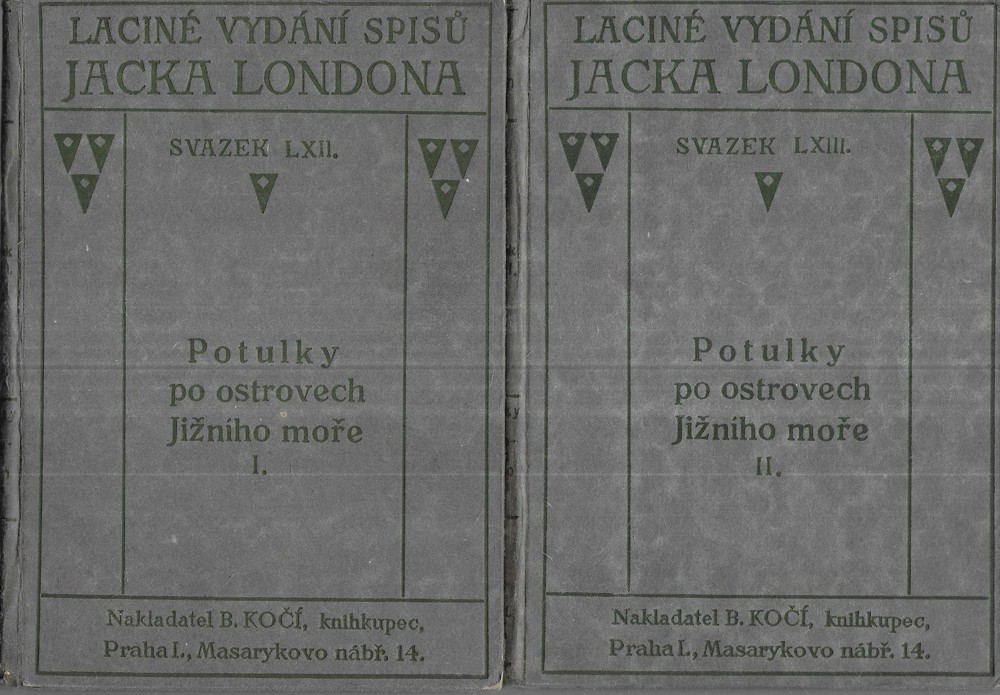 LACINÉ VYDÁNÍ SPISŮ
JACKA LONDONA
SVAZEK LXII.
Potulky
po ostrovech
Jižního moře
I.
Nakladatel B. KOČÍ, knihkupec,
Praha I., Masarykovo nábř. 14.
LACINÉ VYDÁNÍ SPISŮ
JACKA LONDONA
SVAZEK LXIII.
Potulky
po ostrovech
Jižního moře
II.
Nakladatel B. KOČÍ, knihkupec,
Praha I., Masarykovo nábř. 14.